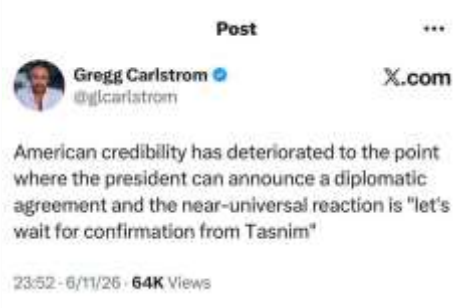 Post
...
Gregg Carlstrom
@glcarlstrom
X.com
American credibility has deteriorated to the point
where the president can announce a diplomatic
agreement and the near-universal reaction is "let's
wait for confirmation from Tasnim"
23:52 · 6/11/26 · 64K Views